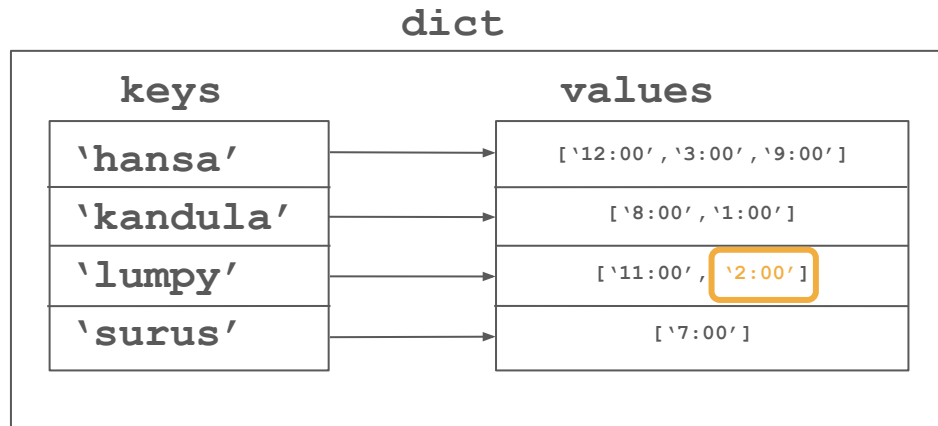 dict
keys values
‘hansa’ [‘12:00’,‘3:00’,‘9:00’]
‘kandula’ [‘8:00’,‘1:00’]
‘lumpy’ [‘11:00’, ‘2:00’]
‘surus’ [‘7:00’]